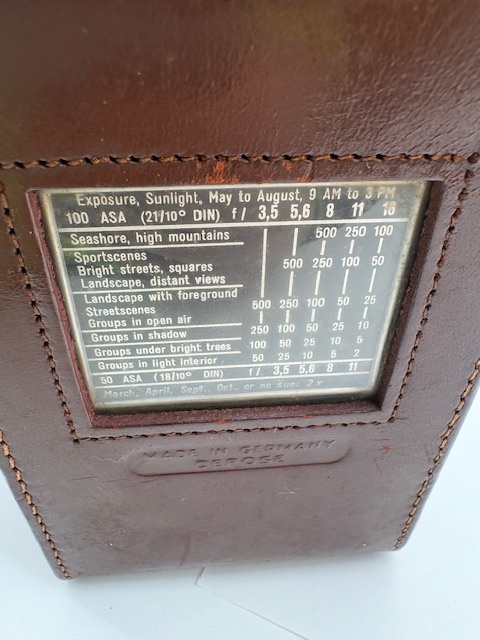 Exposure, Sunlight, May to August, 9 AM to 3 PM
100 ASA (21/10° DIN) f/ 3,5 5,6 8 11 16
Seashore, high mountains | | 500 250 100
Sportscenes
Bright streets, squares | 500 250 100 50
Landscape, distant views
Landscape with foreground
Streetscenes 500 250 100 50 25
Groups in open air
Groups in shadow 250 100 50 25 10
Groups under bright trees 100 50 25 10 5
Groups in light interior 50 25 10 5 2
50 ASA (18/10° DIN) f/ 3,5 5,6 8 11
March, April, Sept., Oct. or no sun: 2x
MADE IN GERMANY
DEPOSE